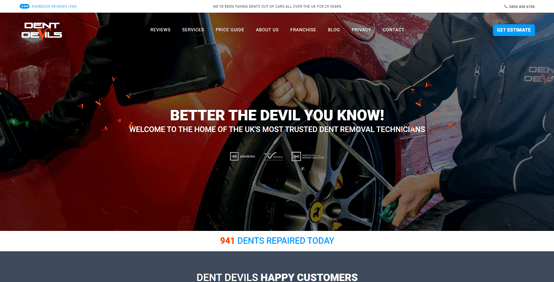 FACEBOOK REVIEWS
WE'VE BEEN TAKING DENTS OUT OF CARS ALL OVER THE UK FOR 25 YEARS
0800 408 6700
DENT
DEVILS
REVIEWS SERVICES PRICE GUIDE ABOUT US FRANCHISE BLOG PRIVACY CONTACT
GET ESTIMATE
BETTER THE DEVIL YOU KNOW!
WELCOME TO THE HOME OF THE UK'S MOST TRUSTED DENT REMOVAL TECHNICIANS
941 DENTS REPAIRED TODAY
DENT DEVILS HAPPY CUSTOMERS